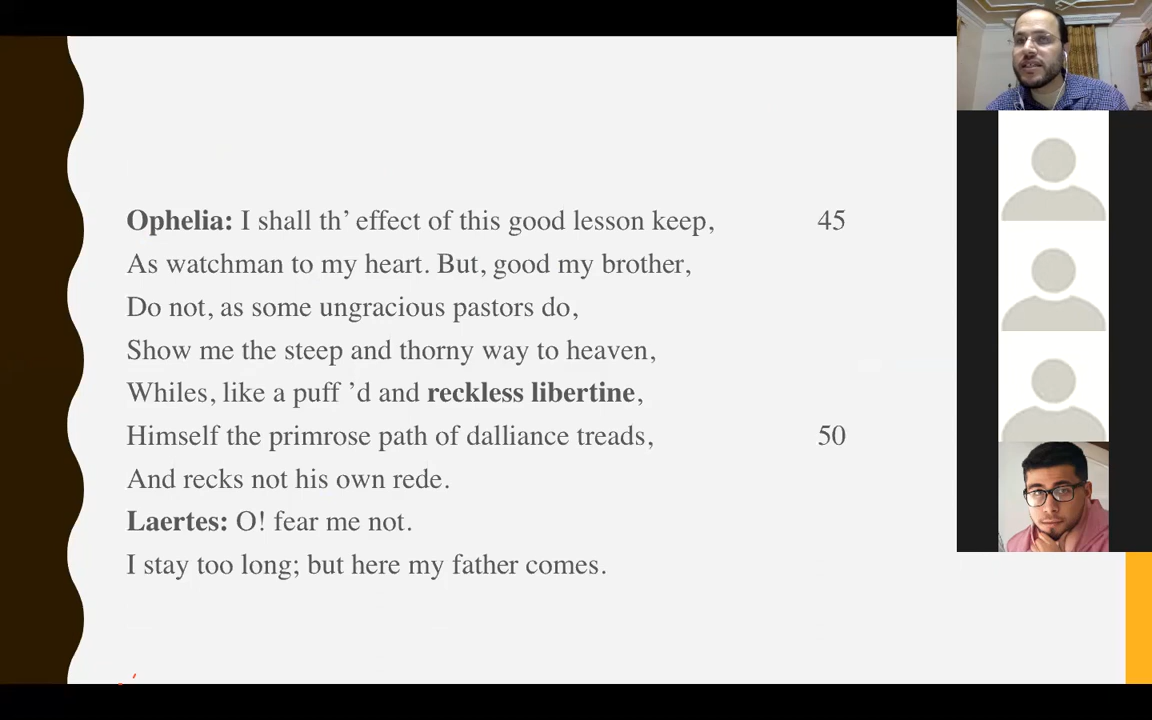 Ophelia: I shall th’ effect of this good lesson keep, 45
As watchman to my heart. But, good my brother,
Do not, as some ungracious pastors do,
Show me the steep and thorny way to heaven,
Whiles, like a puff ’d and reckless libertine,
Himself the primrose path of dalliance treads, 50
And recks not his own rede.
Laertes: O! fear me not.
I stay too long; but here my father comes.